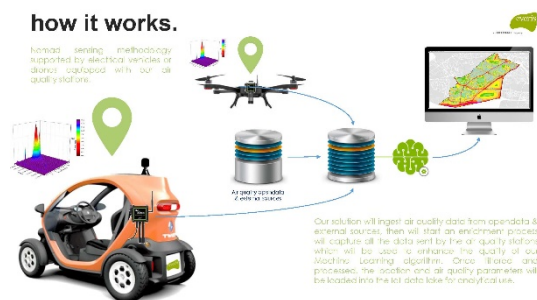 how it works.
everis
Nomad sensing methodology
supported by electrical vehicles or
drones equipped with our air
quality stations.
Air quality opendata
& external sources
Our solution will ingest air quality data from opendata &
external sources, then will start an enrichment process
will capture all the data sent by the air quality stations
which will be used to enhance the quality of our
Machine Learning algorithm. Once filtered and
processed, the location and air quality parameters will
be loaded into the data lake for analytical use.